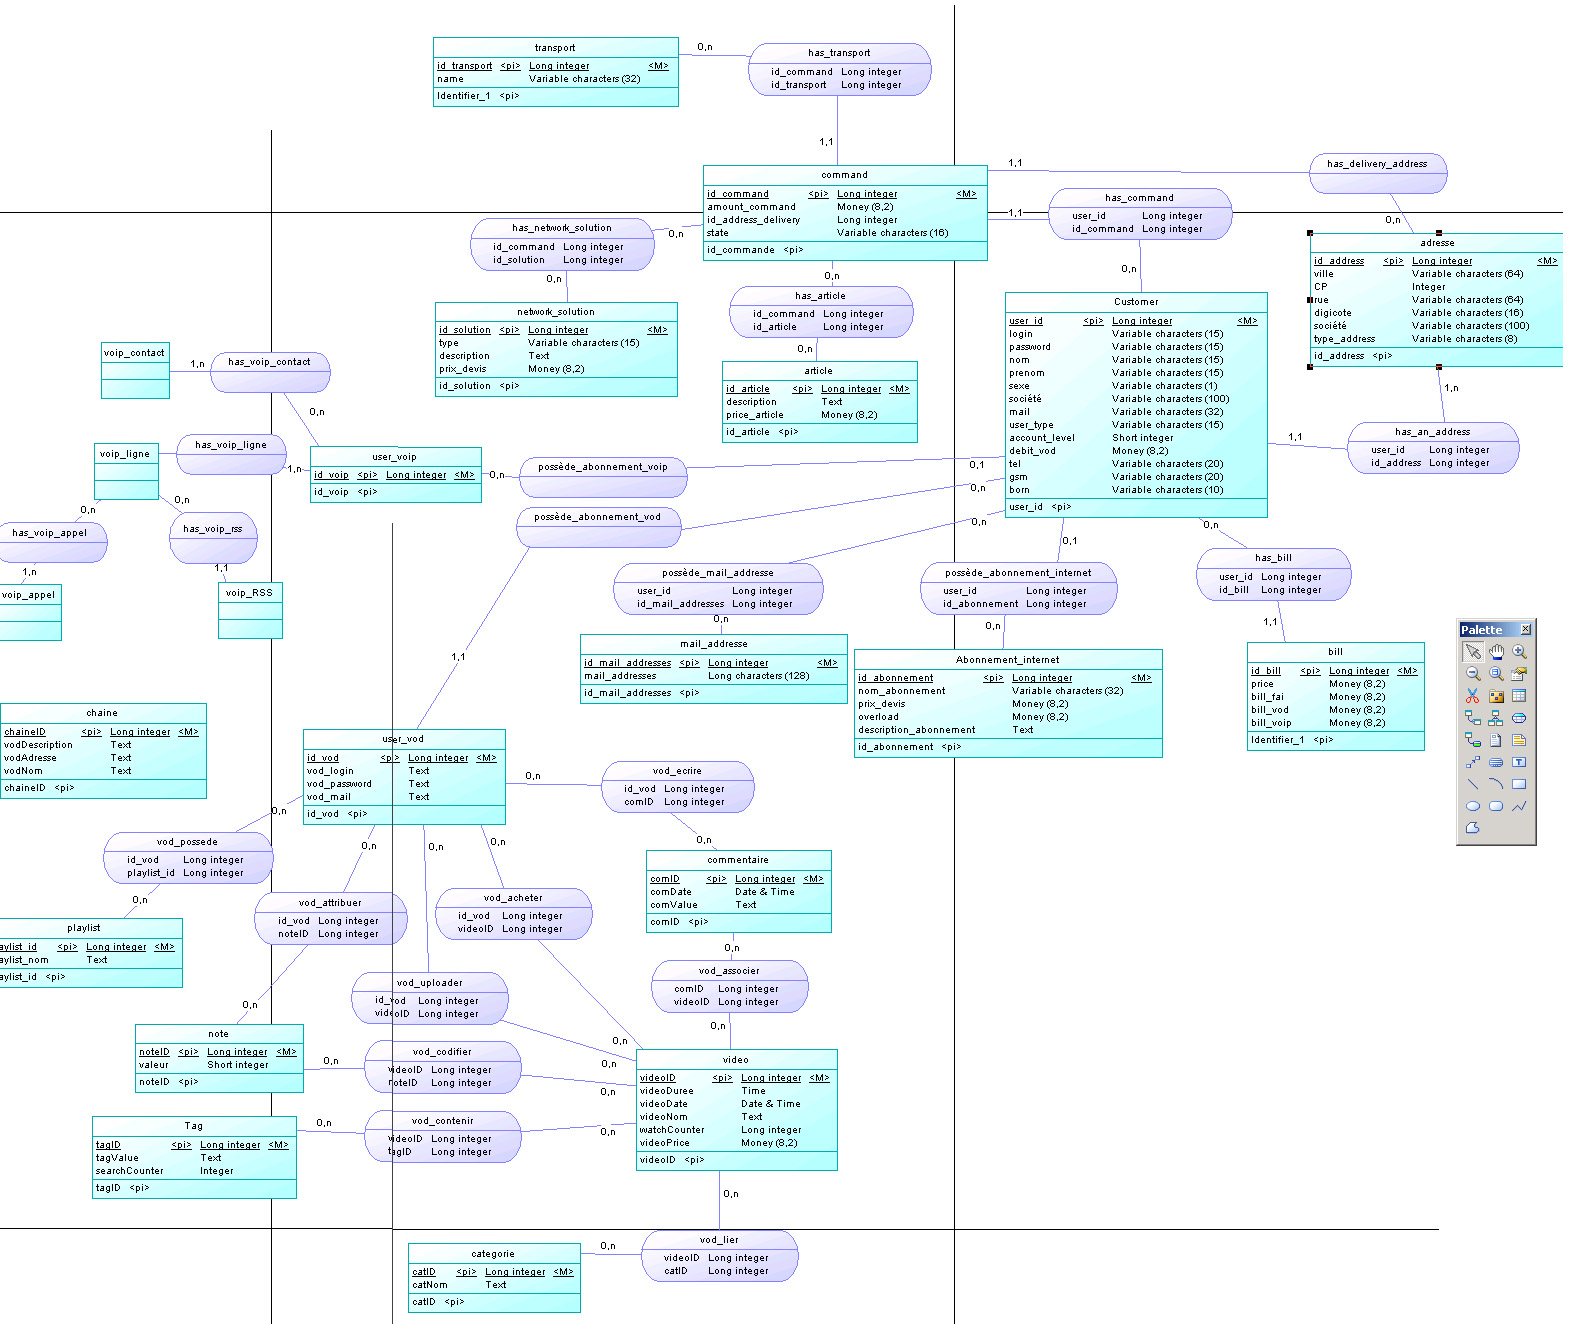 transport
id_transport <pi> Long integer <M>
name Variable characters (32)
Identifier_1 <pi>
0,n
has_transport
id_command Long integer
id_transport Long integer
1,1
command
id_command <pi> Long integer <M>
amount_command Money (8,2)
id_address_delivery Long integer
state Variable characters (16)
id_commande <pi>
1,1
has_delivery_address
0,n
1,1
has_command
user_id Long integer
id_command Long integer
0,n
has_network_solution
id_command Long integer
id_solution Long integer
0,n
0,n
network_solution
id_solution <pi> Long integer <M>
type Variable characters (15)
description Text
prix_devis Money (8,2)
id_solution <pi>
0,n
has_article
id_command Long integer
id_article Long integer
0,n
article
id_article <pi> Long integer <M>
description Text
price_article Money (8,2)
id_article <pi>
adresse
id_address <pi> Long integer <M>
ville Variable characters (64)
CP Integer
rue Variable characters (64)
digicote Variable characters (16)
société Variable characters (100)
type_address Variable characters (8)
id_address <pi>
1,n
has_an_address
user_id Long integer
id_address Long integer
1,1
Customer
user_id <pi> Long integer <M>
login Variable characters (15)
password Variable characters (15)
nom Variable characters (15)
prenom Variable characters (15)
sexe Variable characters (1)
société Variable characters (100)
mail Variable characters (32)
user_type Variable characters (15)
account_level Short integer
debit_vod Money (8,2)
tel Variable characters (20)
gsm Variable characters (20)
born Variable characters (10)
user_id <pi>
voip_contact
1,n
has_voip_contact
0,n
voip_ligne
has_voip_ligne
1,n
user_voip
id_voip <pi> Long integer <M>
id_voip <pi>
0,n
possède_abonnement_voip
0,1
possède_abonnement_vod
0,n
1,1
0,n
has_voip_appel
1,n
voip_appel
0,n
has_voip_rss
1,1
voip_RSS
0,n
possède_mail_addresse
user_id Long integer
id_mail_addresses Long integer
0,n
mail_addresse
id_mail_addresses <pi> Long integer <M>
mail_addresses Long characters (128)
id_mail_addresses <pi>
0,1
possède_abonnement_internet
user_id Long integer
id_abonnement Long integer
0,n
Abonnement_internet
id_abonnement <pi> Long integer <M>
nom_abonnement Variable characters (32)
prix_devis Money (8,2)
overload Money (8,2)
description_abonnement Text
id_abonnement <pi>
0,n
has_bill
user_id Long integer
id_bill Long integer
1,1
bill
id_bill <pi> Long integer <M>
price Money (8,2)
bill_fai Money (8,2)
bill_vod Money (8,2)
bill_voip Money (8,2)
Identifier_1 <pi>
Palette
chaine
chaineID <pi> Long integer <M>
vodDescription Text
vodAdresse Text
vodNom Text
chaineID <pi>
user_vod
id_vod <pi> Long integer <M>
vod_login Text
vod_password Text
vod_mail Text
id_vod <pi>
0,n
vod_ecrire
id_vod Long integer
comID Long integer
0,n
commentaire
comID <pi> Long integer <M>
comDate Date & Time
comValue Text
comID <pi>
0,n
vod_associer
comID Long integer
videoID Long integer
0,n
0,n
vod_possede
id_vod Long integer
playlist_id Long integer
0,n
playlist
aylist_id <pi> Long integer <M>
aylist_nom Text
aylist_id <pi>
0,n
vod_attribuer
id_vod Long integer
noteID Long integer
0,n
0,n
vod_uploader
id_vod Long integer
videoID Long integer
0,n
0,n
vod_acheter
id_vod Long integer
videoID Long integer
0,n
note
noteID <pi> Long integer <M>
valeur Short integer
noteID <pi>
0,n
vod_codifier
videoID Long integer
noteID Long integer
0,n
Tag
tagID <pi> Long integer <M>
tagValue Text
searchCounter Integer
tagID <pi>
0,n
vod_contenir
videoID Long integer
tagID Long integer
0,n
video
videoID <pi> Long integer <M>
videoDuree Time
videoDate Date & Time
videoNom Text
watchCounter Long integer
videoPrice Money (8,2)
videoID <pi>
0,n
vod_lier
videoID Long integer
catID Long integer
0,n
categorie
catID <pi> Long integer <M>
catNom Text
catID <pi>